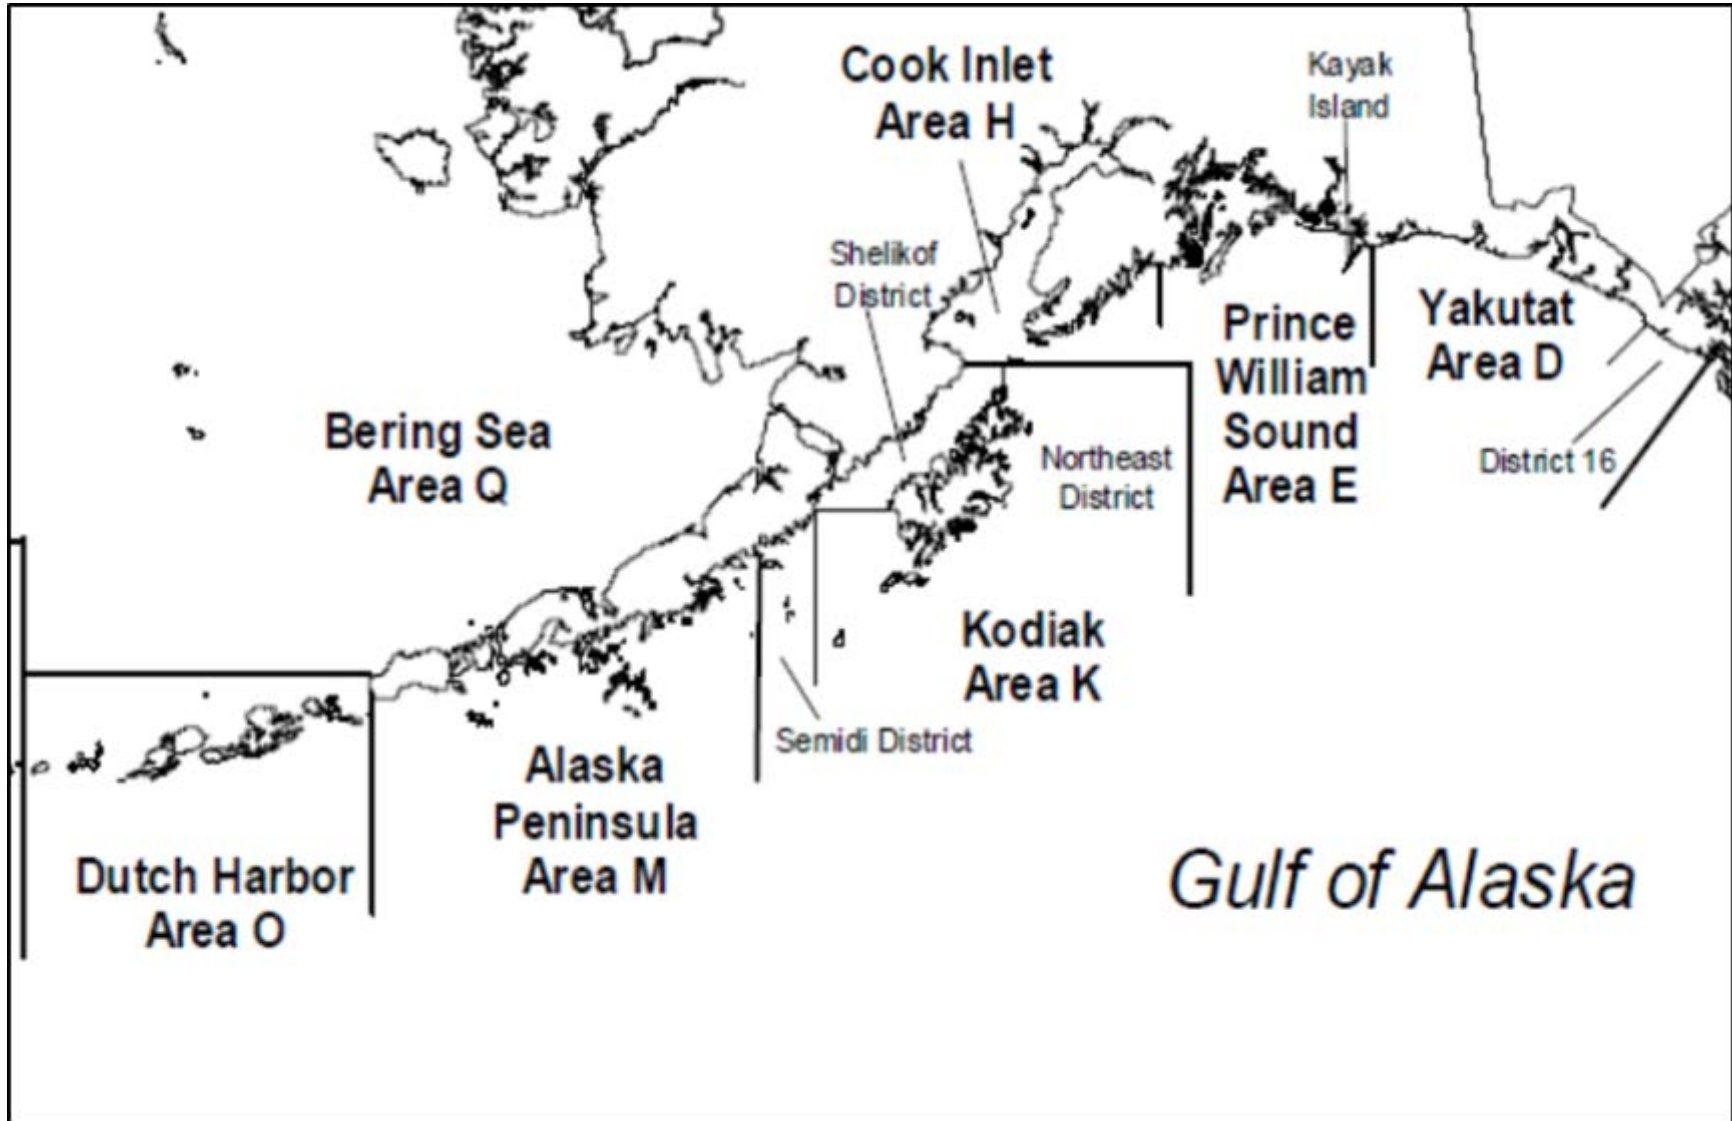 Cook Inlet
Area H
Kayak
Island
Shelikof
District
Prince
William
Sound
Area E
Yakutat
Area D
Bering Sea
Area Q
Northeast
District
District 16
Kodiak
Area K
Semidi District
Alaska
Peninsula
Area M
Dutch Harbor
Area O
Gulf of Alaska